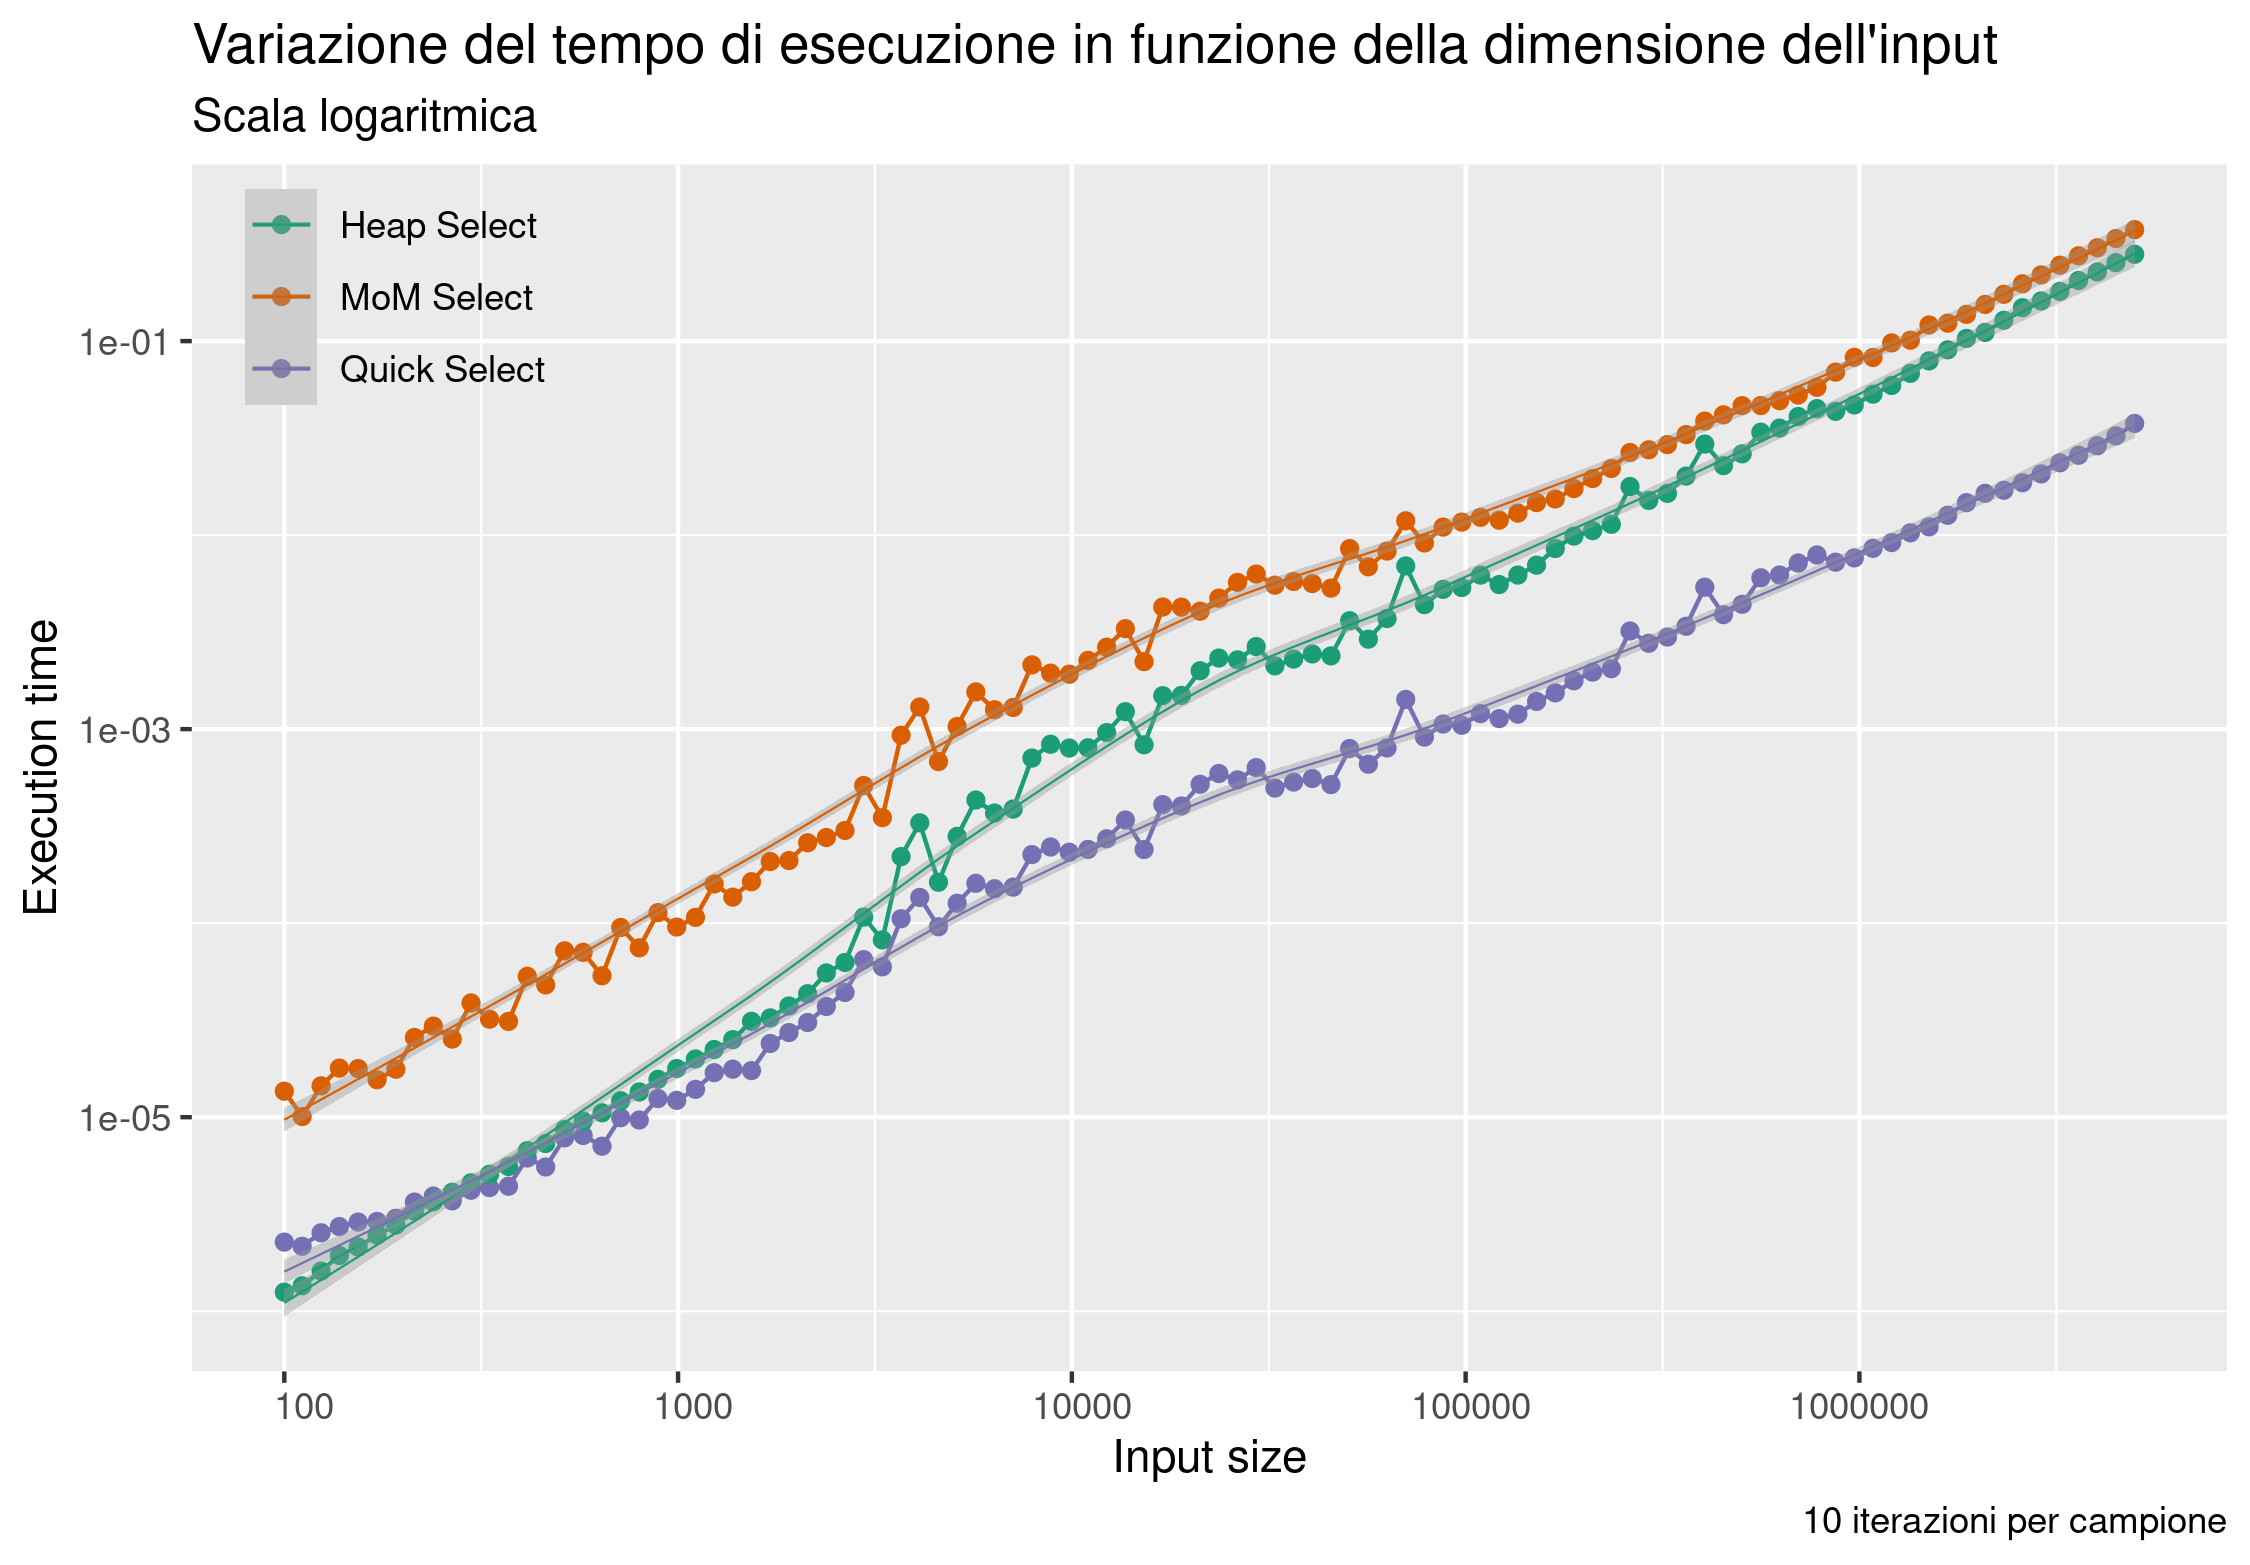 Variazione del tempo di esecuzione in funzione della dimensione dell'input
Scala logaritmica
Heap Select
MoM Select
Quick Select
1e-01
1e-03
1e-05
Execution time
100 1000 10000 100000 1000000
Input size
10 iterazioni per campione